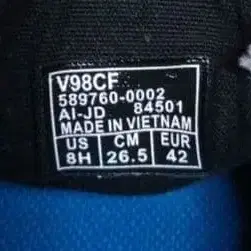 V98CF
589760-0002
AI-JD 84501
MADE IN VIETNAM
US CM EUR
8H 26.5 42